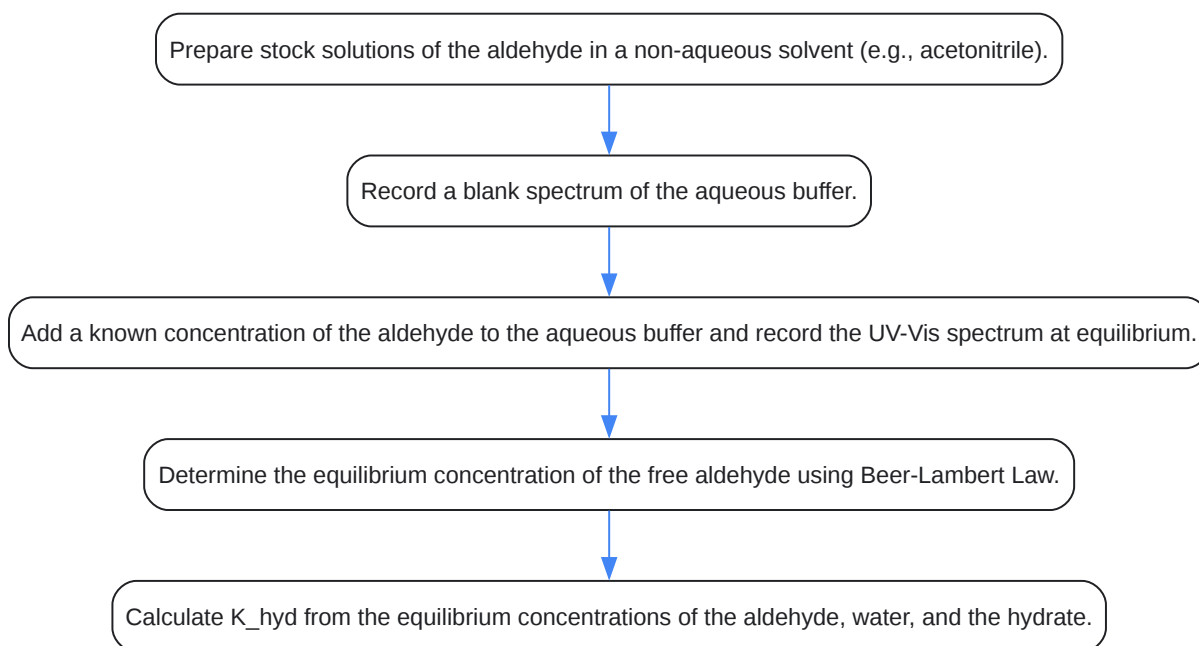 Prepare stock solutions of the aldehyde in a non-aqueous solvent (e.g., acetonitrile).
Record a blank spectrum of the aqueous buffer.
Add a known concentration of the aldehyde to the aqueous buffer and record the UV-Vis spectrum at equilibrium.
Determine the equilibrium concentration of the free aldehyde using Beer-Lambert Law.
Calculate K_hyd from the equilibrium concentrations of the aldehyde, water, and the hydrate.